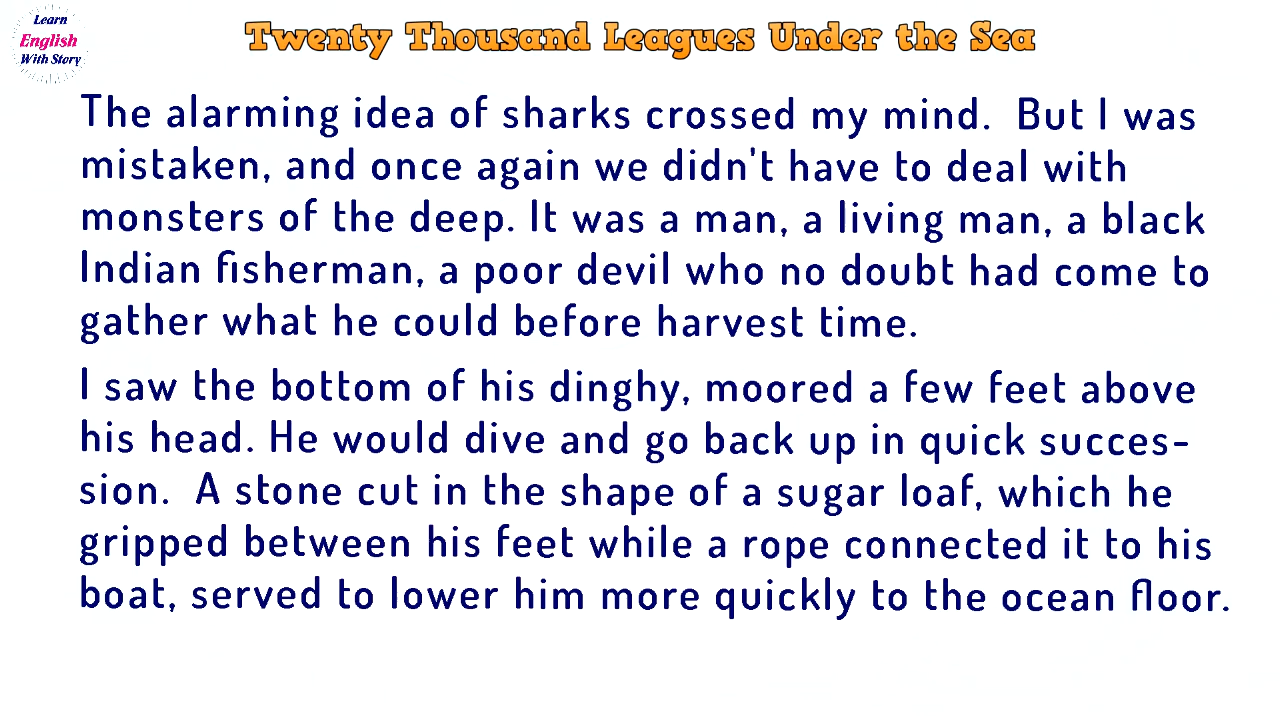 Learn
English
With Story
Twenty Thousand Leagues Under the Sea
The alarming idea of sharks crossed my mind.  But I was
mistaken, and once again we didn't have to deal with
monsters of the deep. It was a man, a living man, a black
Indian fisherman, a poor devil who no doubt had come to
gather what he could before harvest time.
I saw the bottom of his dinghy, moored a few feet above
his head. He would dive and go back up in quick succes-
sion.  A stone cut in the shape of a sugar loaf, which he
gripped between his feet while a rope connected it to his
boat, served to lower him more quickly to the ocean floor.